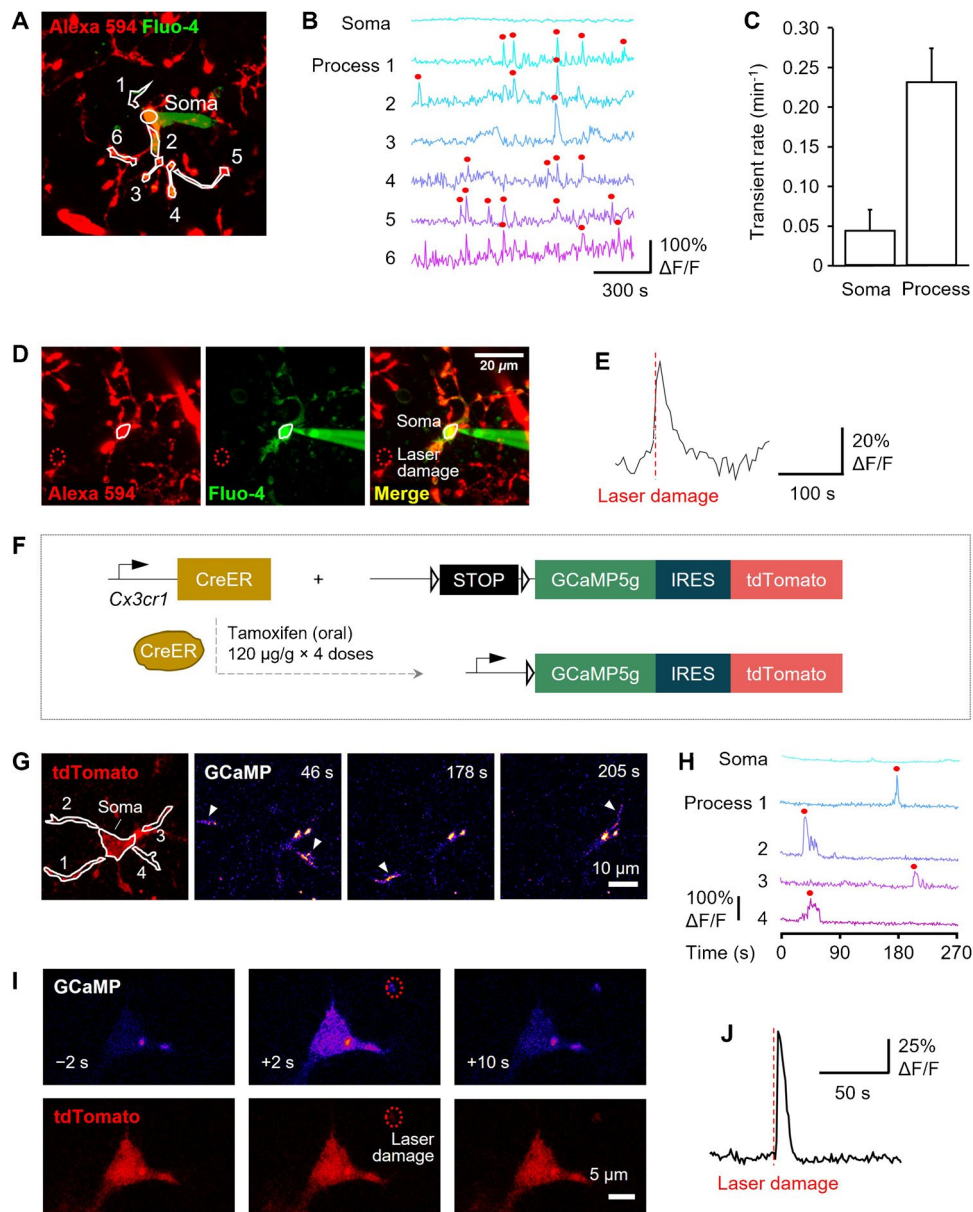 A
Alexa 594 Fluo-4
1
Soma
6
2
5
3
4
B
Soma
Process 1
2
3
4
5
6
100%
ΔF/F
300 s
C
Transient rate (min⁻¹)
0.30
0.25
0.20
0.15
0.10
0.05
0
Soma Process
D
20 µm
Soma
Laser
damage
Alexa 594
Fluo-4
Merge
E
20%
ΔF/F
100 s
Laser damage
F
CreER
Cx3cr1
+
STOP
GCaMP5g
IRES
tdTomato
CreER
Tamoxifen (oral)
120 µg/g × 4 doses
GCaMP5g
IRES
tdTomato
G
tdTomato
2
Soma
3
1
4
GCaMP
46 s
178 s
205 s
10 µm
H
Soma
Process 1
2
3
4
100%
ΔF/F
Time (s)
0 90 180 270
I
GCaMP
−2 s
+2 s
+10 s
tdTomato
Laser
damage
5 µm
J
25%
ΔF/F
50 s
Laser damage